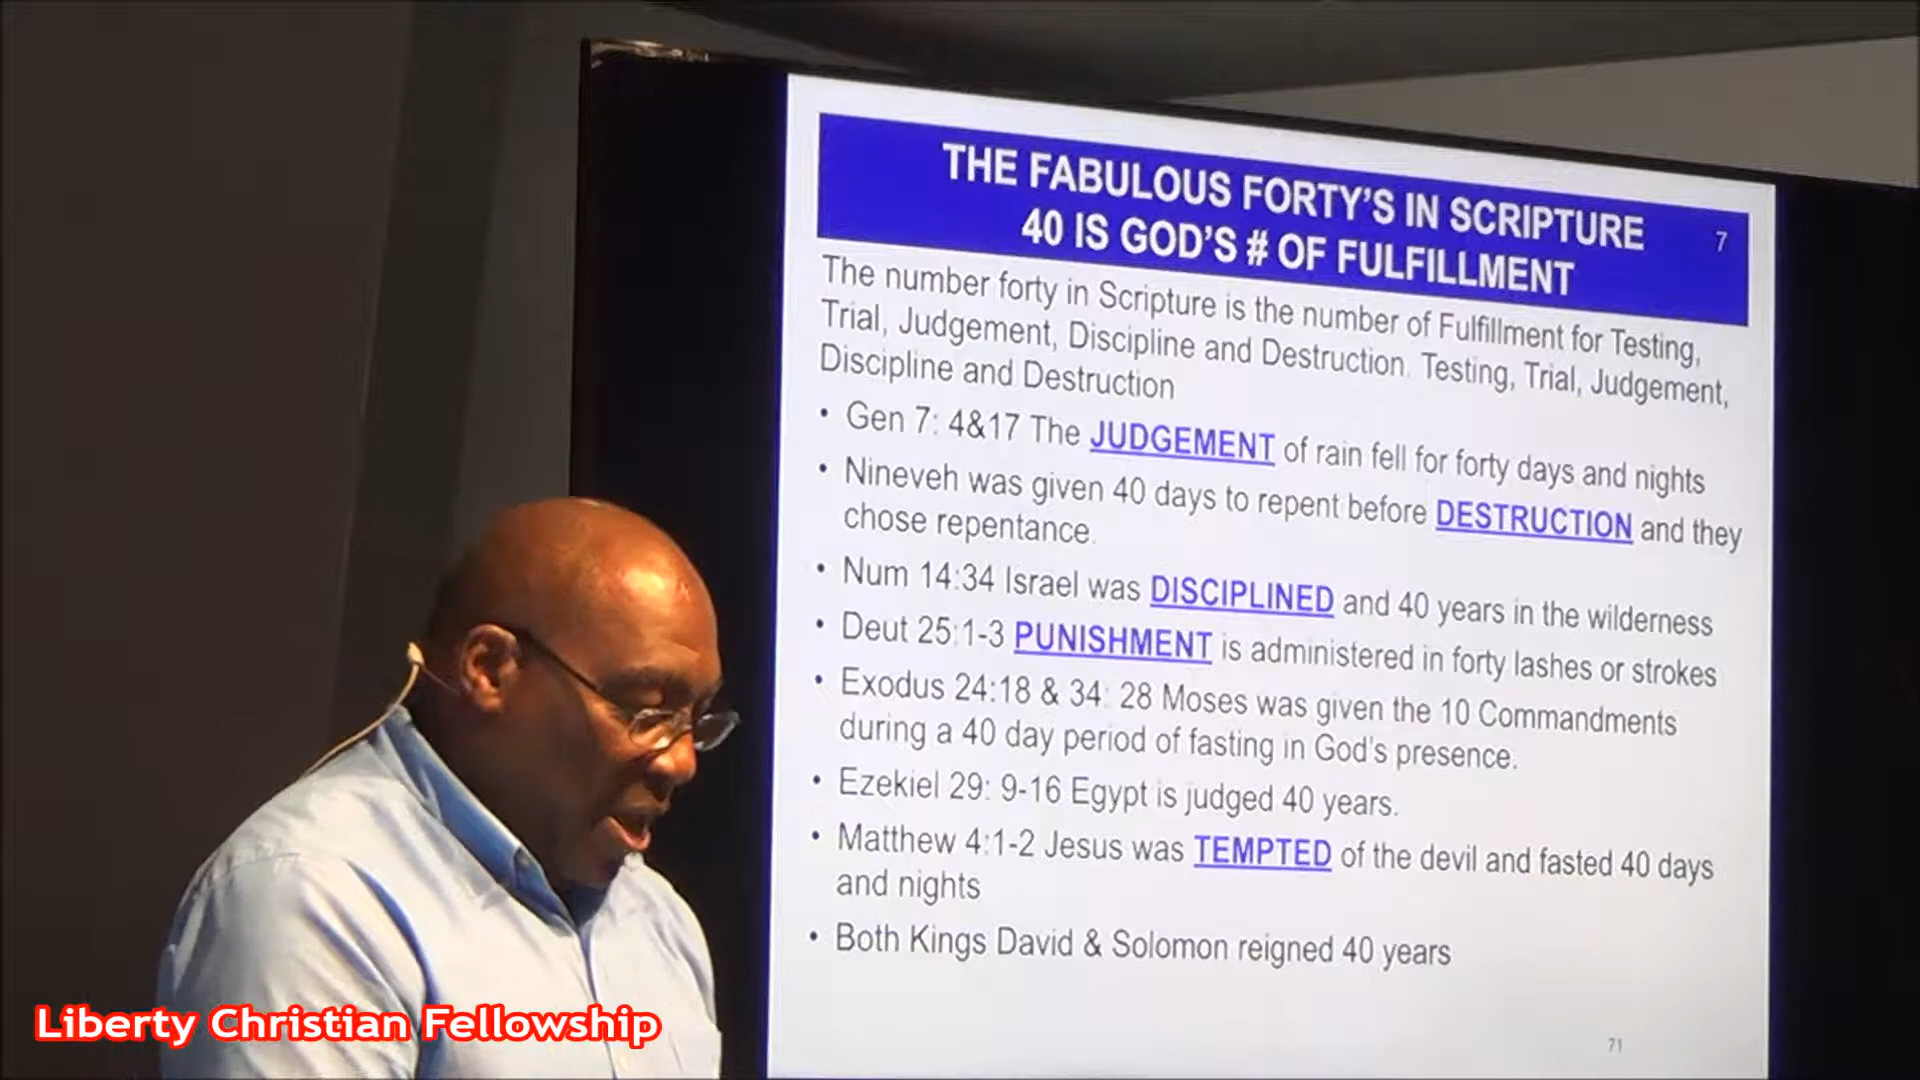 THE FABULOUS FORTY'S IN SCRIPTURE
40 IS GOD'S # OF FULFILLMENT
7
The number forty in Scripture is the number of Fulfillment for Testing,
Trial, Judgement, Discipline and Destruction. Testing, Trial, Judgement,
Discipline and Destruction
• Gen 7: 4&17 The JUDGEMENT of rain fell for forty days and nights
• Nineveh was given 40 days to repent before DESTRUCTION and they
chose repentance.
• Num 14:34 Israel was DISCIPLINED and 40 years in the wilderness
• Deut 25:1-3 PUNISHMENT is administered in forty lashes or strokes
• Exodus 24:18 & 34: 28 Moses was given the 10 Commandments
during a 40 day period of fasting in God's presence.
• Ezekiel 29: 9-16 Egypt is judged 40 years.
• Matthew 4:1-2 Jesus was TEMPTED of the devil and fasted 40 days
and nights
• Both Kings David & Solomon reigned 40 years
71
Liberty Christian Fellowship